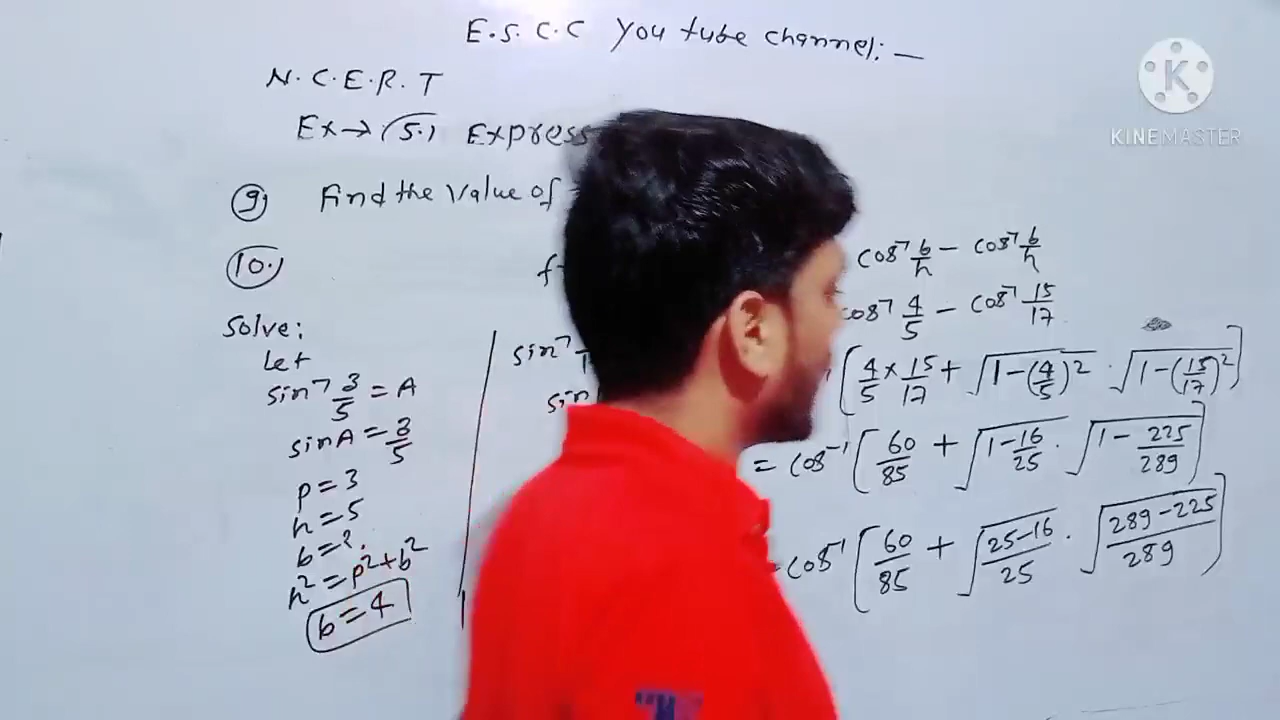 E.S.C.C You tube channel:—
K
KINEMASTER
N.C.E.R.T
Ex→(5.) Express
9) Find the value of
10.)
cos⁻¹ b/h − cos⁻¹ b/h
Solve:
cos⁻¹ 4/5 − cos⁻¹ 15/17
Let
sin⁻¹ 3/5 = A
sin A = 3/5
p=3
h=5
b=?
h²=p²+b²
b=4
sin⁻¹
sin
[4/5 × 15/17 + √1−(4/5)² · √1−(15/17)²]
= cos⁻¹ [60/85 + √1−16/25 · √1−225/289]
= cos⁻¹ [60/85 + √25−16/25 · √289−225/289]